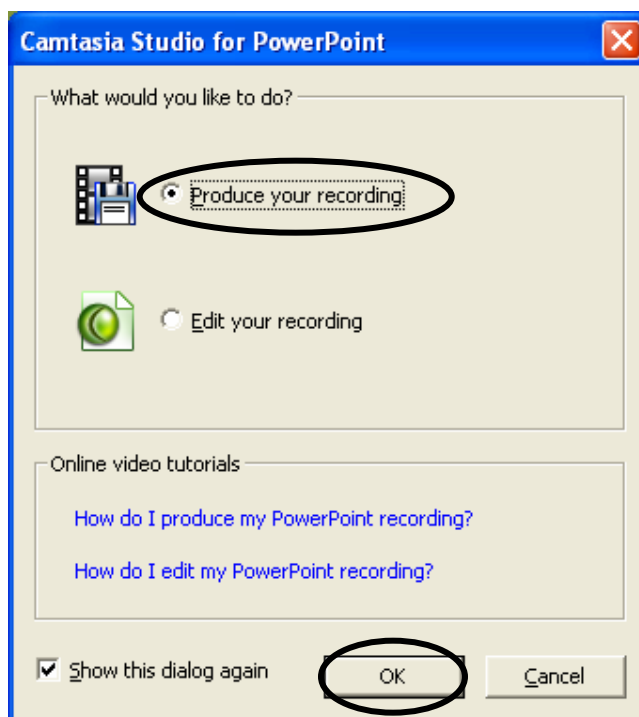 Camtasia Studio for PowerPoint
What would you like to do?
Produce your recording
Edit your recording
Online video tutorials
How do I produce my PowerPoint recording?
How do I edit my PowerPoint recording?
Show this dialog again
OK
Cancel